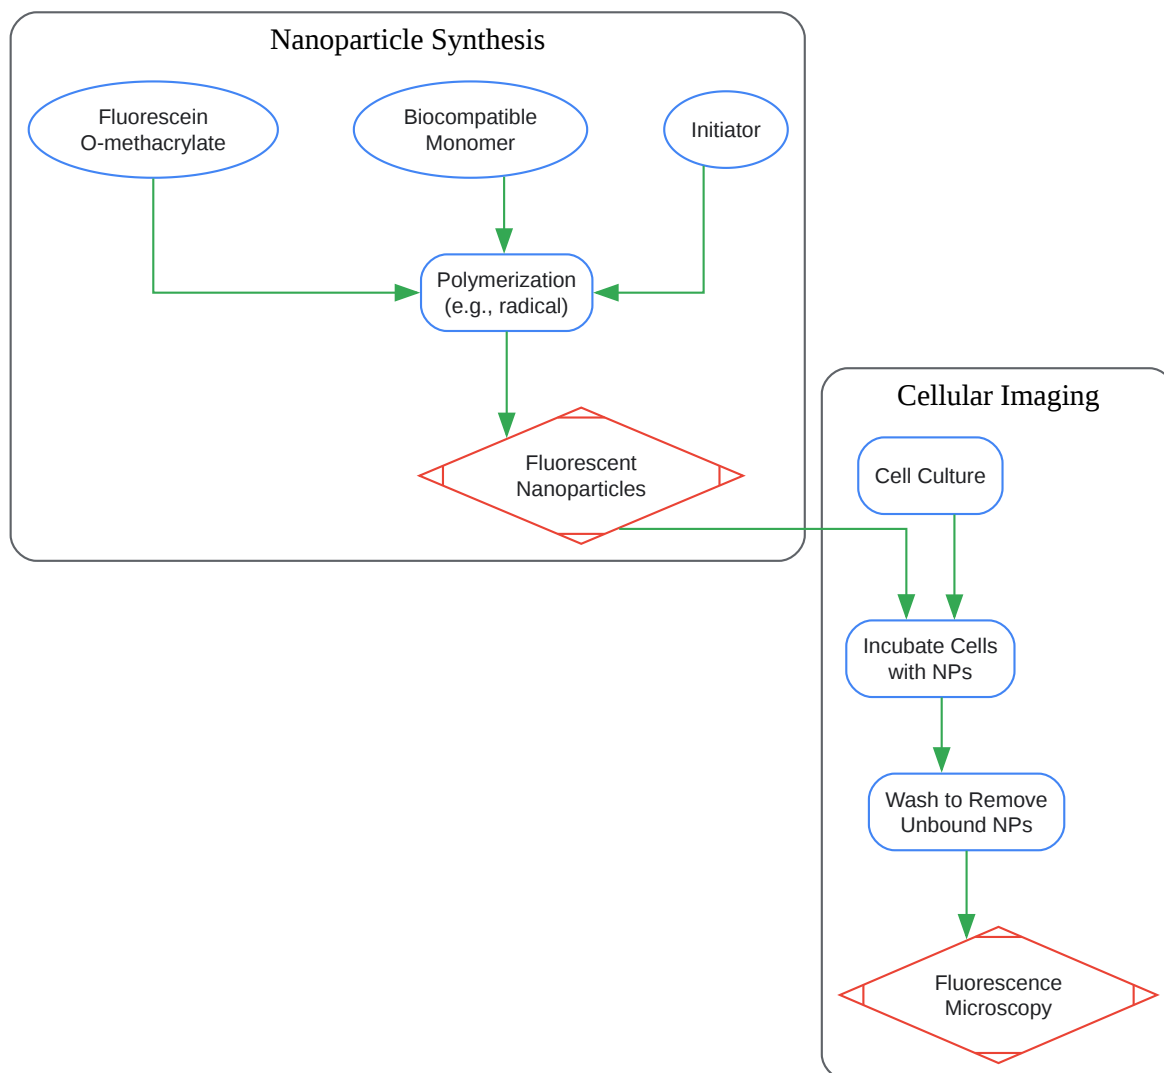 Nanoparticle Synthesis
Fluorescein
O-methacrylate
Biocompatible
Monomer
Initiator
Polymerization
(e.g., radical)
Fluorescent
Nanoparticles
Cellular Imaging
Cell Culture
Incubate Cells
with NPs
Wash to Remove
Unbound NPs
Fluorescence
Microscopy